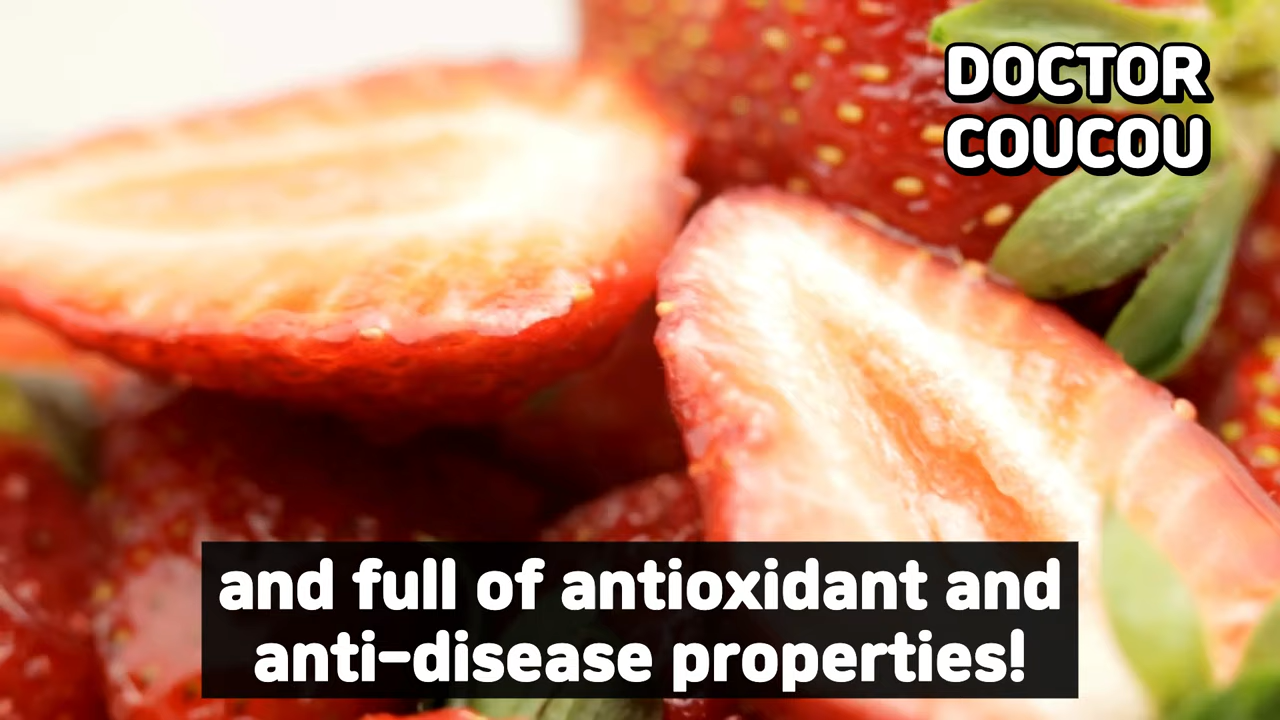 DOCTOR
COUCOU
and full of antioxidant and
anti-disease properties!